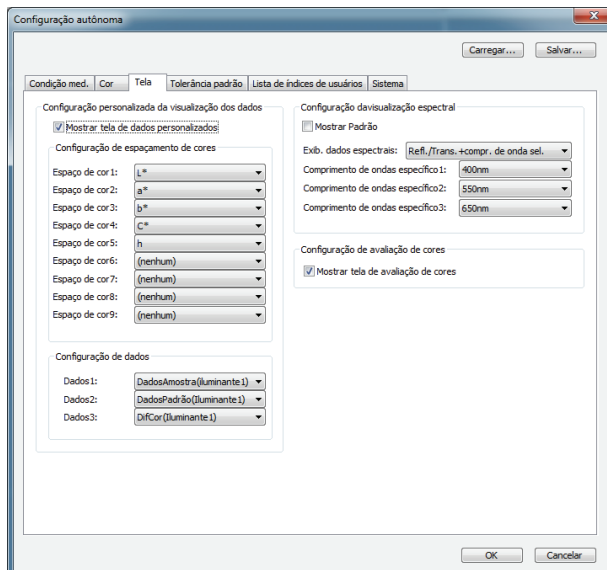 Configuração autônoma
Carregar...
Salvar...
Condição med.
Cor
Tela
Tolerância padrão
Lista de índices de usuários
Sistema
Configuração personalizada da visualização dos dados
Mostrar tela de dados personalizados
Configuração de espaçamento de cores
Espaço de cor1: L*
Espaço de cor2: a*
Espaço de cor3: b*
Espaço de cor4: C*
Espaço de cor5: h
Espaço de cor6: (nenhum)
Espaço de cor7: (nenhum)
Espaço de cor8: (nenhum)
Espaço de cor9: (nenhum)
Configuração de dados
Dados1: DadosAmostra(iluminante1)
Dados2: DadosPadrão(Iluminante1)
Dados3: DifCor(Iluminante1)
Configuração davisualização espectral
Mostrar Padrão
Exib. dados espectrais: Refl./Trans.+compr. de onda sel.
Comprimento de ondas específico1: 400nm
Comprimento de ondas específico2: 550nm
Comprimento de ondas específico3: 650nm
Configuração de avaliação de cores
Mostrar tela de avaliação de cores
OK
Cancelar